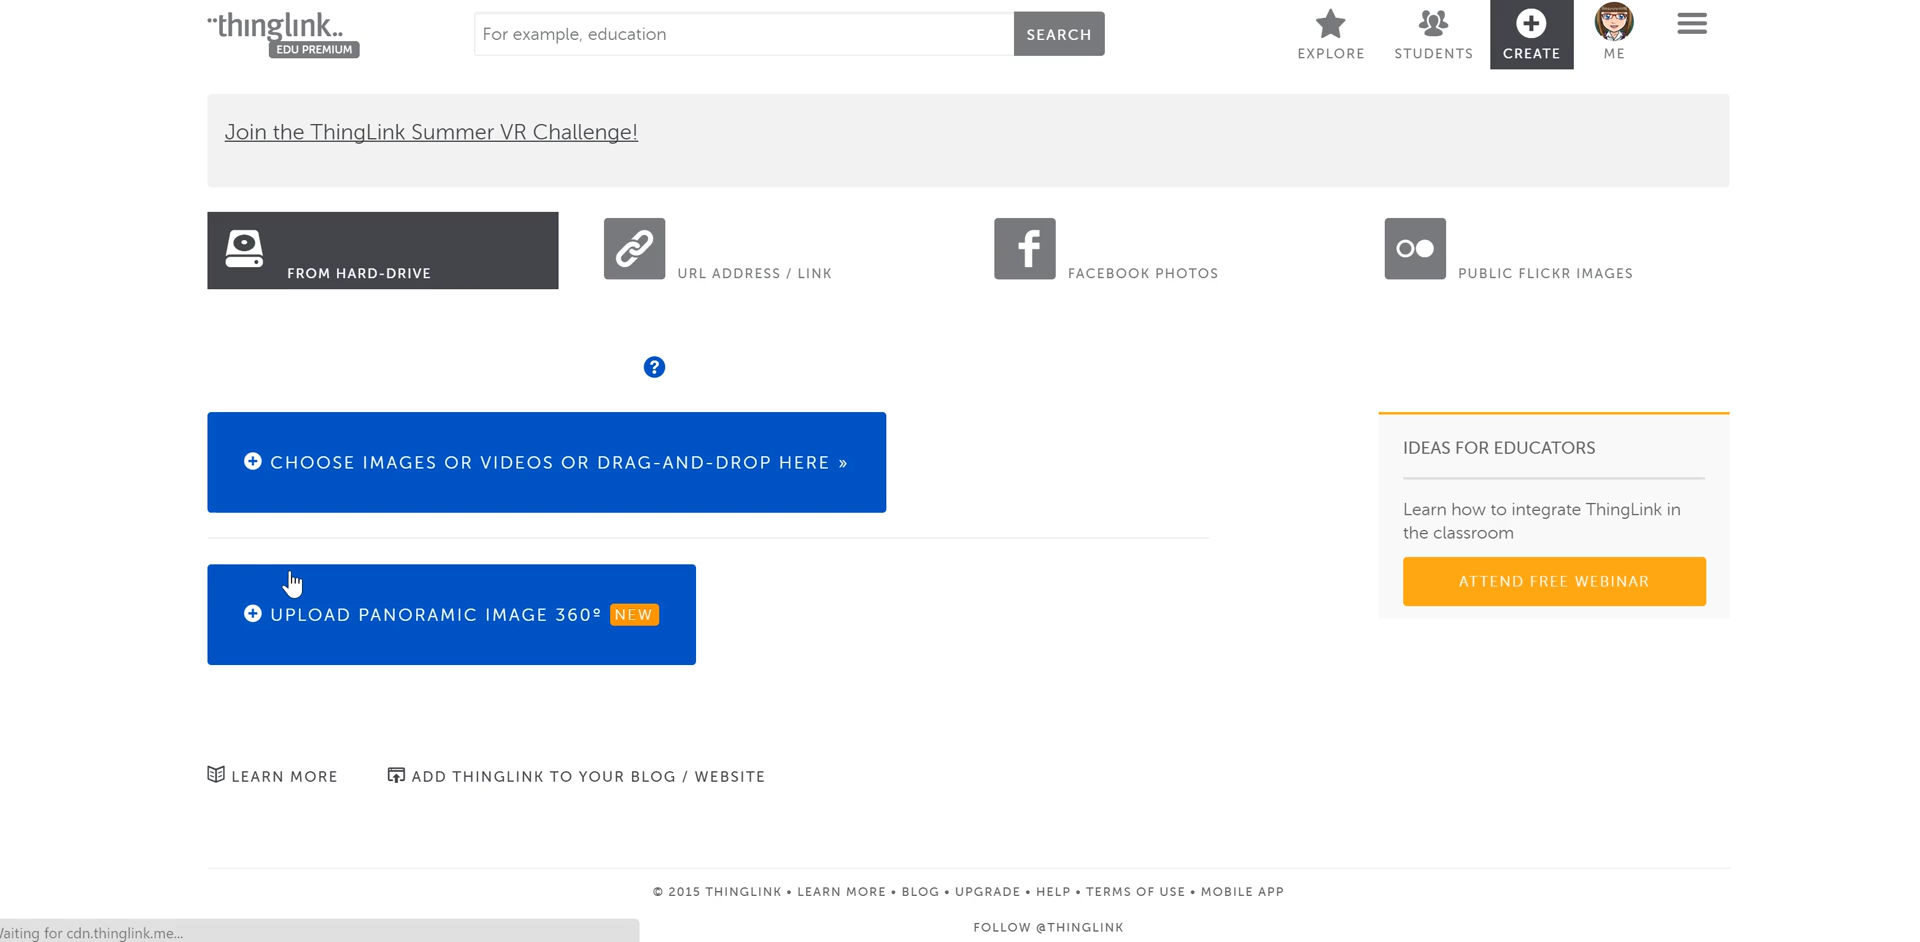 ¨thinglink..
EDU PREMIUM
For example, education
SEARCH
EXPLORE
STUDENTS
CREATE
ME
Join the ThingLink Summer VR Challenge!
FROM HARD-DRIVE
URL ADDRESS / LINK
FACEBOOK PHOTOS
PUBLIC FLICKR IMAGES
?
CHOOSE IMAGES OR VIDEOS OR DRAG-AND-DROP HERE »
UPLOAD PANORAMIC IMAGE 360º NEW
IDEAS FOR EDUCATORS
Learn how to integrate ThingLink in
the classroom
ATTEND FREE WEBINAR
LEARN MORE
ADD THINGLINK TO YOUR BLOG / WEBSITE
© 2015 THINGLINK • LEARN MORE • BLOG • UPGRADE • HELP • TERMS OF USE • MOBILE APP
FOLLOW @THINGLINK
Waiting for cdn.thinglink.me...